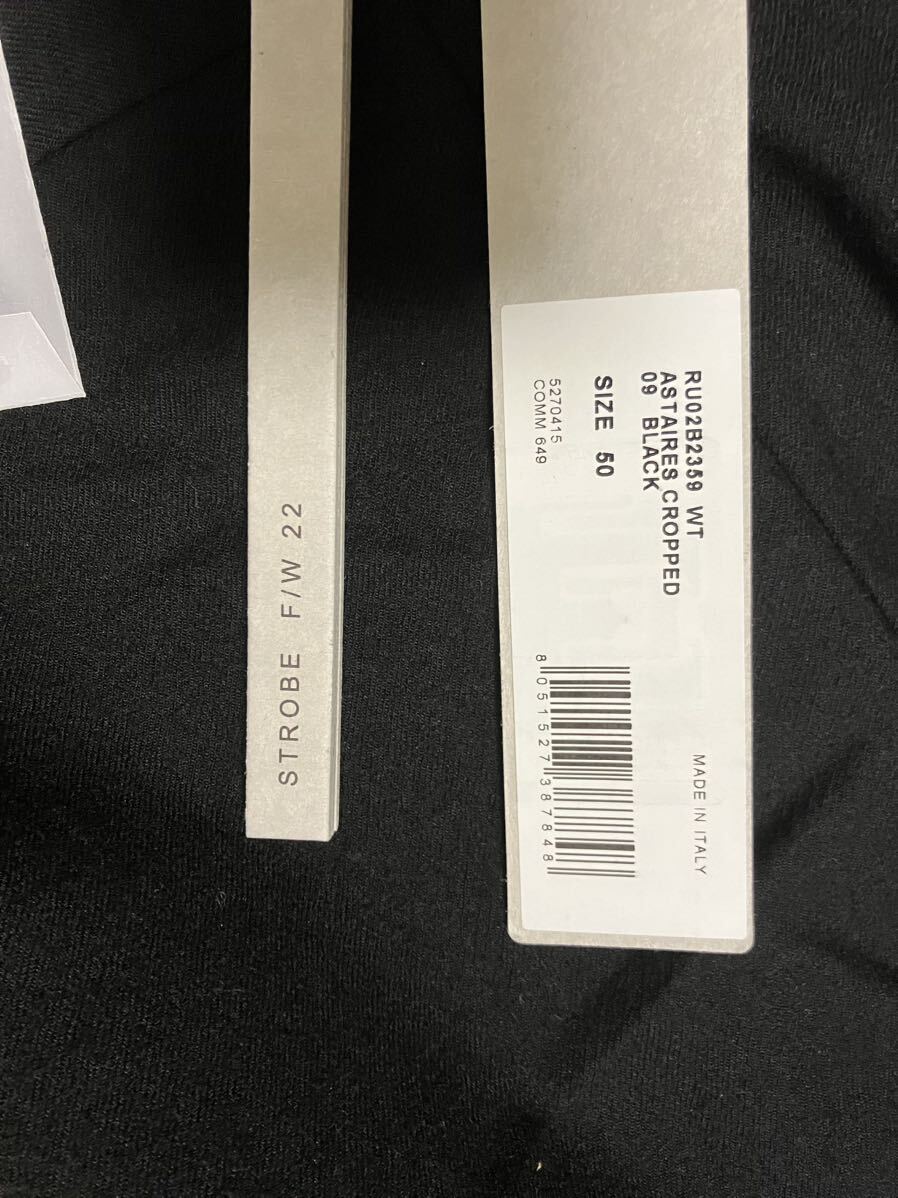 STROBE F/W 22
RU02B2359 WT
ASTAIRES CROPPED
09 BLACK
SIZE 50
5270415
COMM 649
MADE IN ITALY
8051527387848